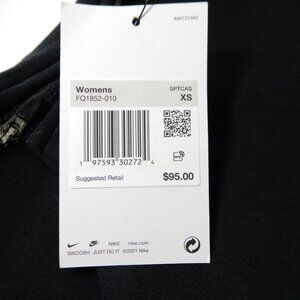 Womens
FQ1852-010
SPTCAS
XS
1 97593 30272 4
Suggested Retail
$95.00
NIKE nike.com
SWOOSH JUST DO IT ©2021 Nike